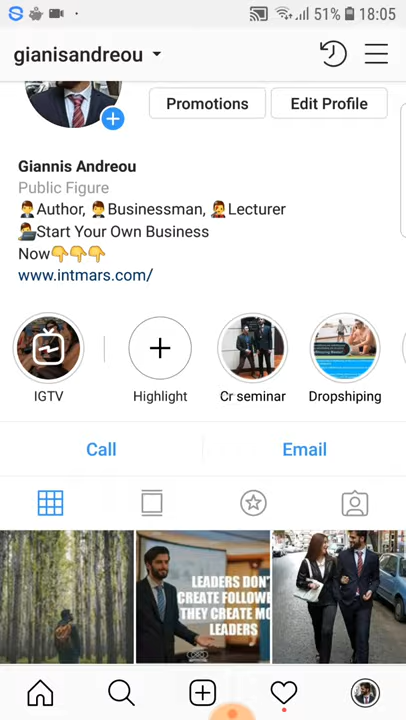 51% 18:05
gianisandreou
Promotions Edit Profile
Giannis Andreou
Public Figure
Author, Businessman, Lecturer
Start Your Own Business
Now
www.intmars.com/
IGTV Highlight Cr seminar Dropshiping
Call Email
LEADERS DON'T
CREATE FOLLOWE
THEY CREATE MO
LEADERS